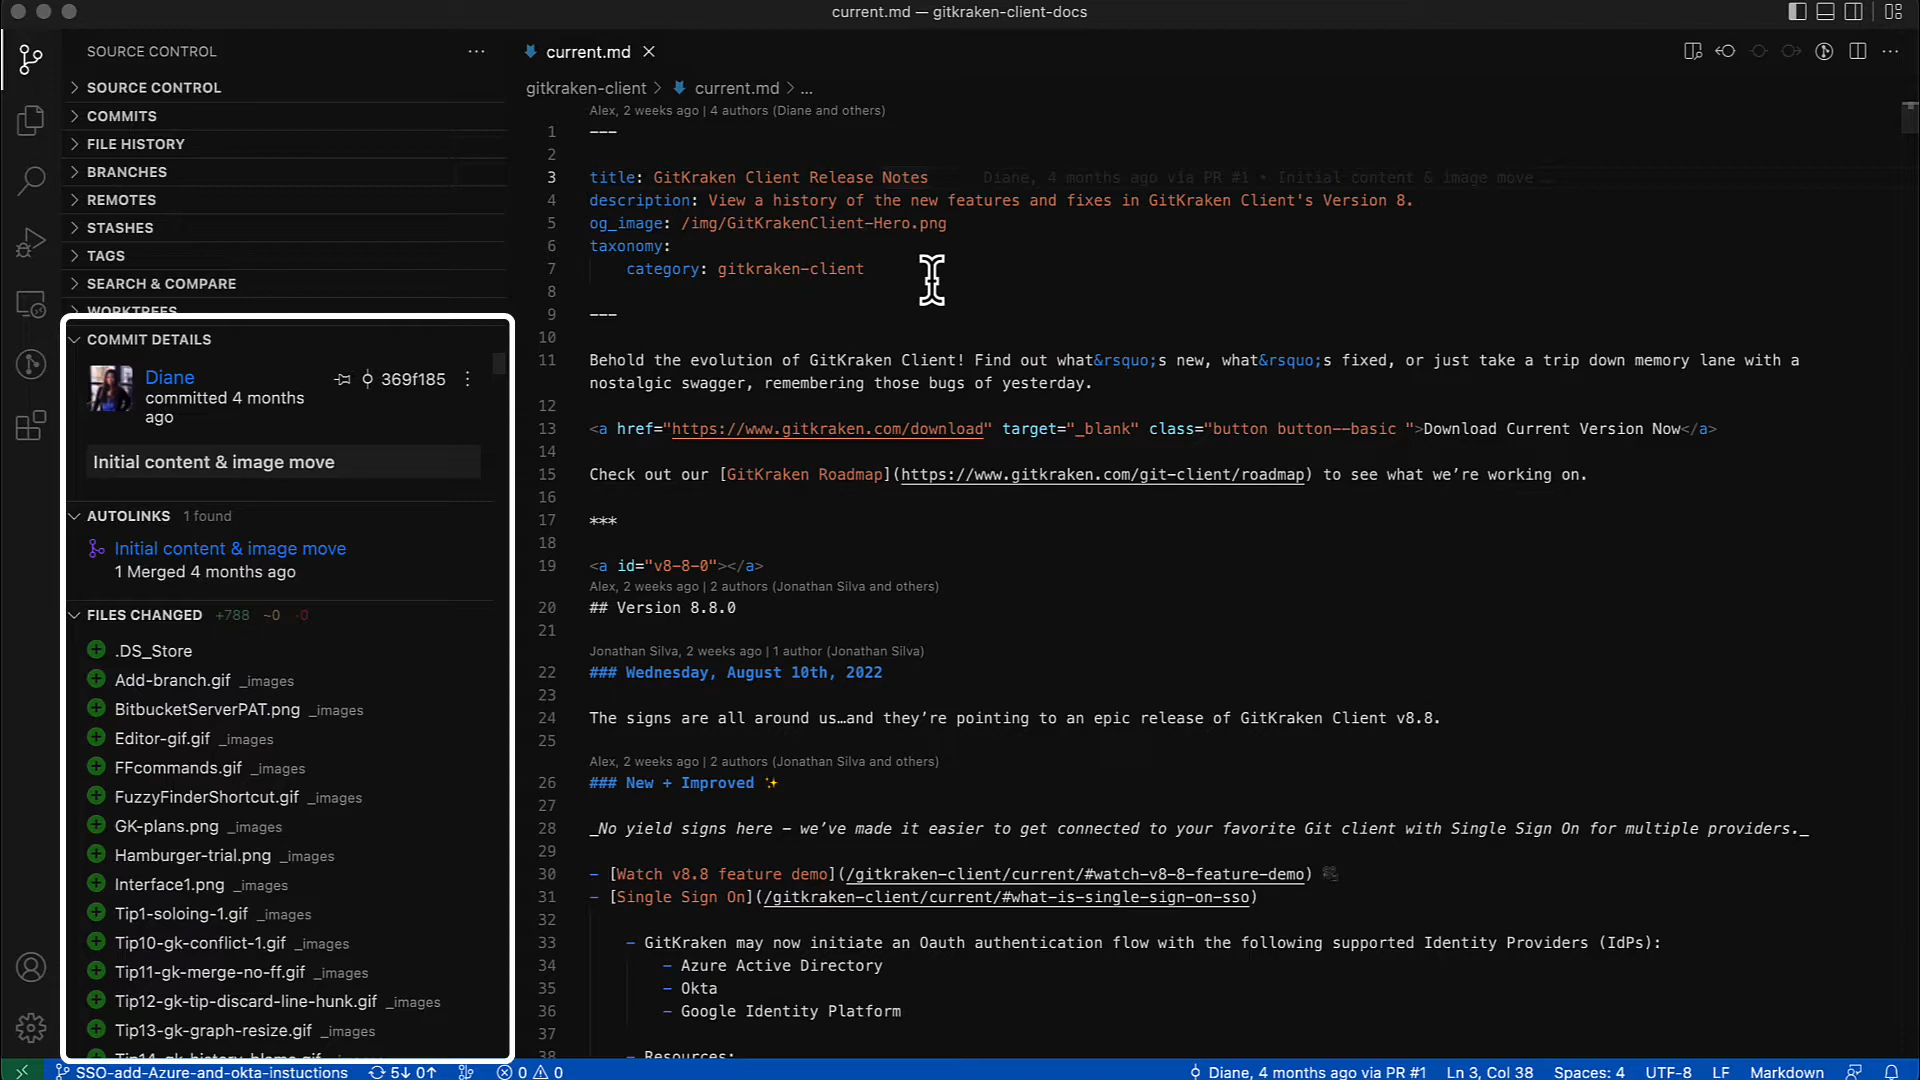 current.md — gitkraken-client-docs
SOURCE CONTROL
SOURCE CONTROL
COMMITS
FILE HISTORY
BRANCHES
REMOTES
STASHES
TAGS
SEARCH & COMPARE
WORKTREES
COMMIT DETAILS
Diane
committed 4 months
ago
369f185
Initial content & image move
AUTOLINKS 1 found
Initial content & image move
1 Merged 4 months ago
FILES CHANGED +788 ~0 -0
.DS_Store
Add-branch.gif _images
BitbucketServerPAT.png _images
Editor-gif.gif _images
FFcommands.gif _images
FuzzyFinderShortcut.gif _images
GK-plans.png _images
Hamburger-trial.png _images
Interface1.png _images
Tip1-soloing-1.gif _images
Tip10-gk-conflict-1.gif _images
Tip11-gk-merge-no-ff.gif _images
Tip12-gk-tip-discard-line-hunk.gif _images
Tip13-gk-graph-resize.gif _images
Tip14-gk-history-blame.gif _images
current.md
gitkraken-client > current.md > ...
Alex, 2 weeks ago | 4 authors (Diane and others)
1 ---
2
3 title: GitKraken Client Release Notes Diane, 4 months ago via PR #1 • Initial content & image move …
4 description: View a history of the new features and fixes in GitKraken Client's Version 8.
5 og_image: /img/GitKrakenClient-Hero.png
6 taxonomy:
7 category: gitkraken-client
8
9 ---
10
11 Behold the evolution of GitKraken Client! Find out what&rsquo;s new, what&rsquo;s fixed, or just take a trip down memory lane with a
nostalgic swagger, remembering those bugs of yesterday.
12
13 <a href="https://www.gitkraken.com/download" target="_blank" class="button button--basic ">Download Current Version Now</a>
14
15 Check out our [GitKraken Roadmap](https://www.gitkraken.com/git-client/roadmap) to see what we’re working on.
16
17 ***
18
19 <a id="v8-8-0"></a>
Alex, 2 weeks ago | 2 authors (Jonathan Silva and others)
20 ## Version 8.8.0
21
Jonathan Silva, 2 weeks ago | 1 author (Jonathan Silva)
22 ### Wednesday, August 10th, 2022
23
24 The signs are all around us…and they’re pointing to an epic release of GitKraken Client v8.8.
25
Alex, 2 weeks ago | 2 authors (Jonathan Silva and others)
26 ### New + Improved ✨
27
28 _No yield signs here – we’ve made it easier to get connected to your favorite Git client with Single Sign On for multiple providers._
29
30 - [Watch v8.8 feature demo](/gitkraken-client/current/#watch-v8-8-feature-demo)
31 - [Single Sign On](/gitkraken-client/current/#what-is-single-sign-on-sso)
32
33 - GitKraken may now initiate an Oauth authentication flow with the following supported Identity Providers (IdPs):
34 - Azure Active Directory
35 - Okta
36 - Google Identity Platform
37
38 - Resources:
SSO-add-Azure-and-okta-instuctions 5↓ 0↑ 0 0
Diane, 4 months ago via PR #1 Ln 3, Col 38 Spaces: 4 UTF-8 LF Markdown